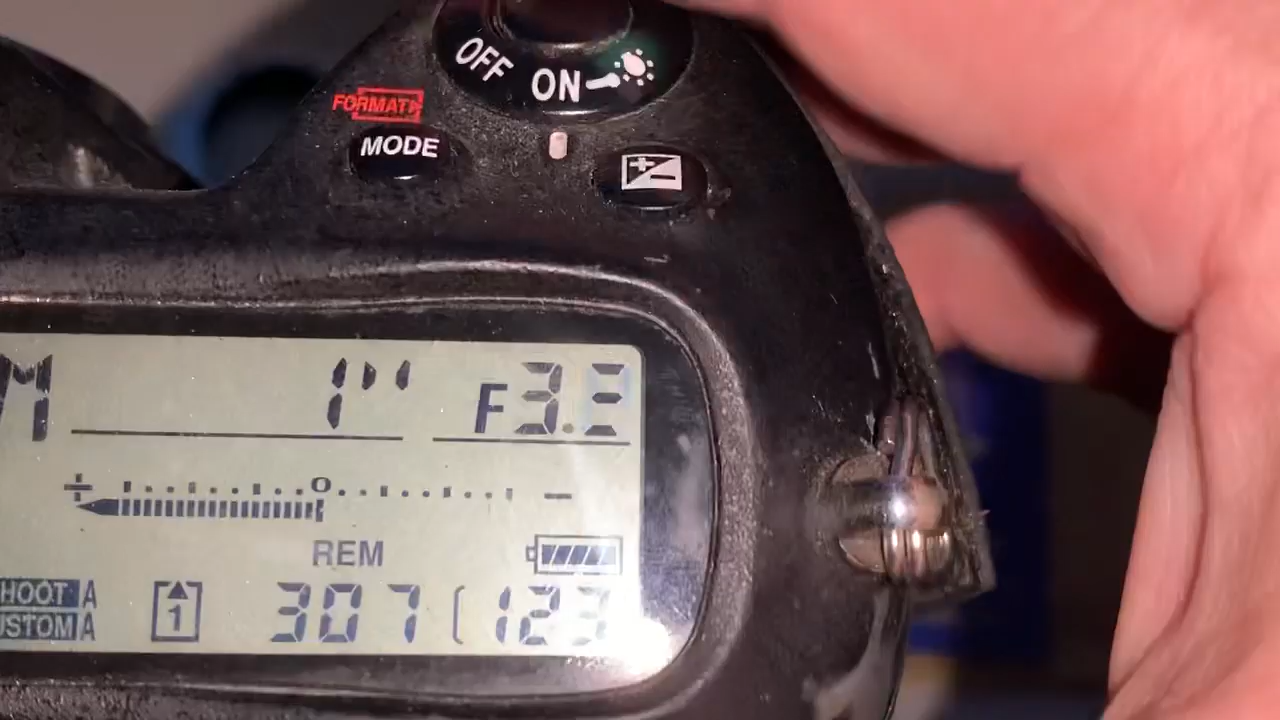 OFF ON
FORMAT
MODE
M 1" F3.2
+ 0 -
REM
HOOT A
USTOM A
1 307 [123